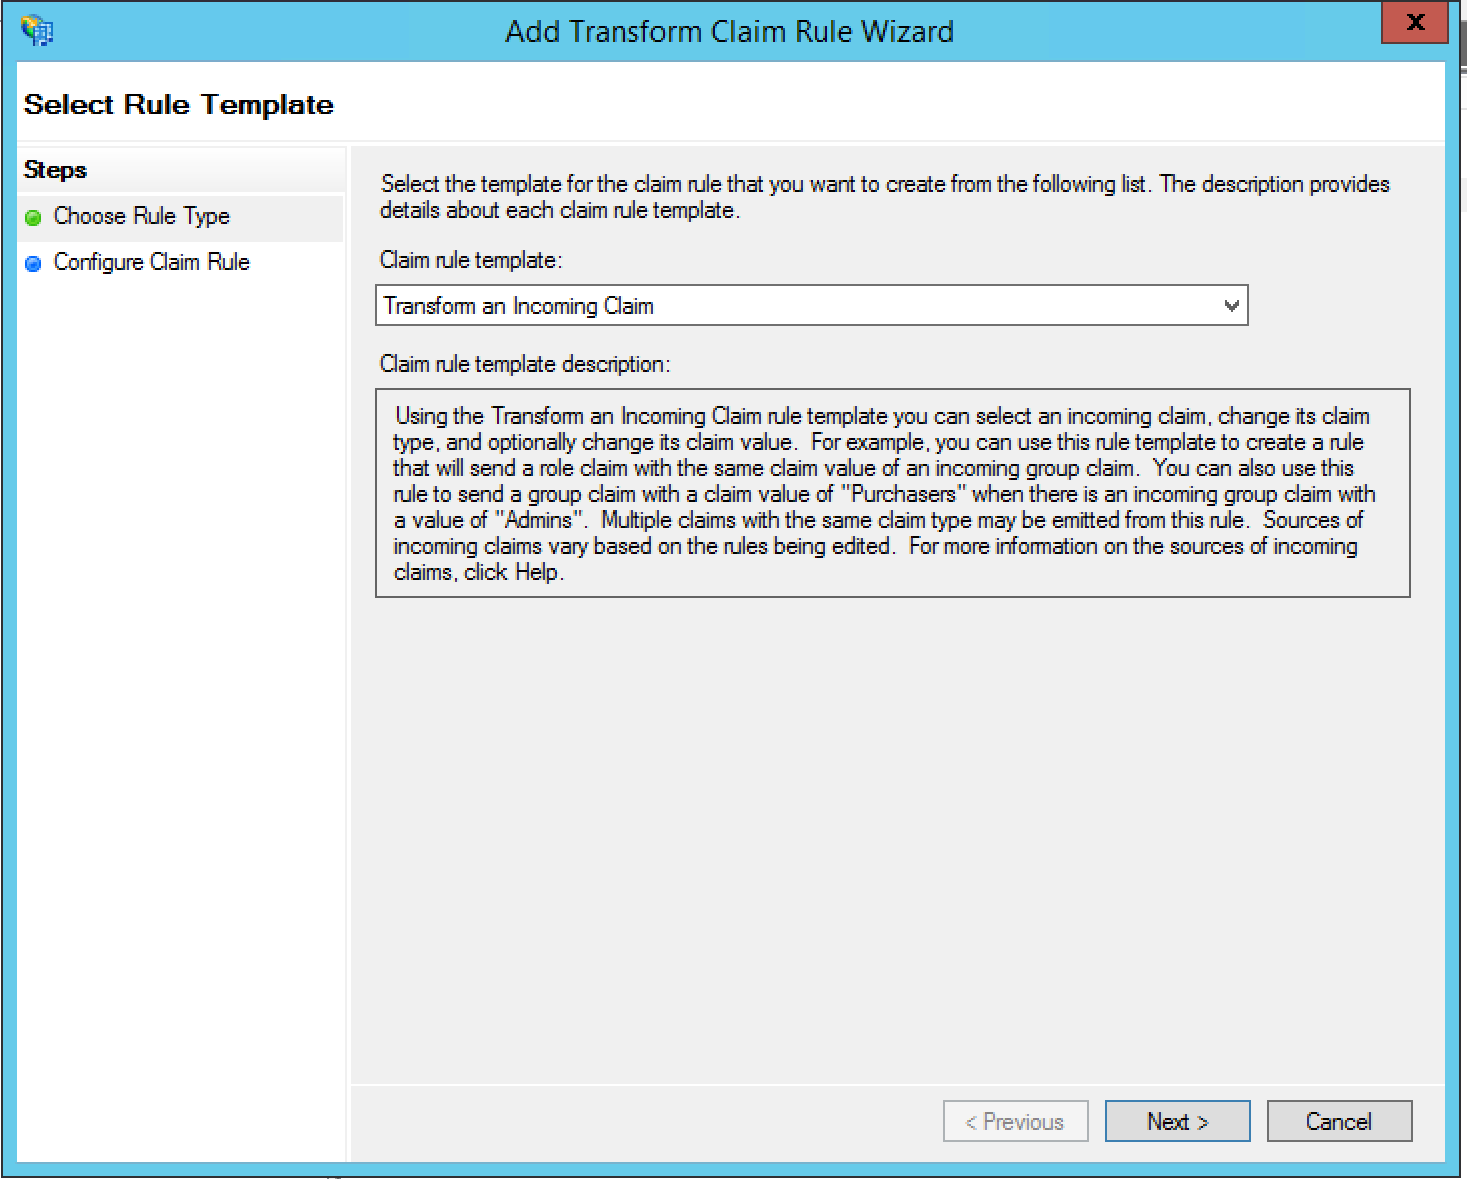 Add Transform Claim Rule Wizard
x
Select Rule Template
Steps
Choose Rule Type
Configure Claim Rule
Select the template for the claim rule that you want to create from the following list. The description provides
details about each claim rule template.
Claim rule template:
Transform an Incoming Claim
Claim rule template description:
Using the Transform an Incoming Claim rule template you can select an incoming claim, change its claim
type, and optionally change its claim value.  For example, you can use this rule template to create a rule
that will send a role claim with the same claim value of an incoming group claim.  You can also use this
rule to send a group claim with a claim value of "Purchasers" when there is an incoming group claim with
a value of "Admins".  Multiple claims with the same claim type may be emitted from this rule.  Sources of
incoming claims vary based on the rules being edited.  For more information on the sources of incoming
claims, click Help.
< Previous
Next >
Cancel